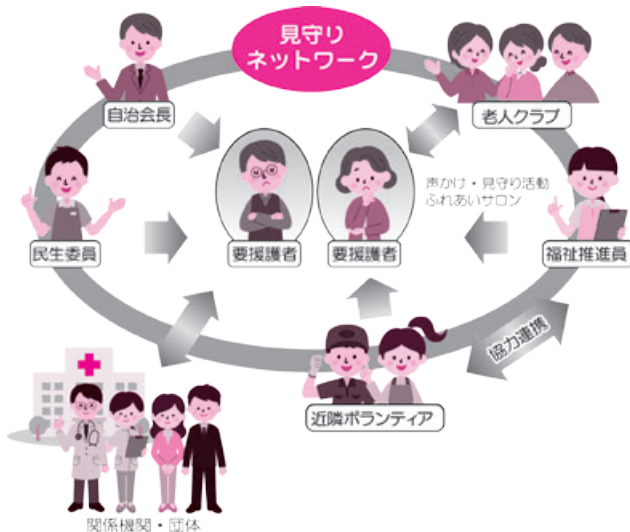 見守り
ネットワーク
自治会長
老人クラブ
声かけ・見守り活動
ふれあいサロン
民生委員
要援護者
要援護者
福祉推進員
協力連携
近隣ボランティア
関係機関・団体